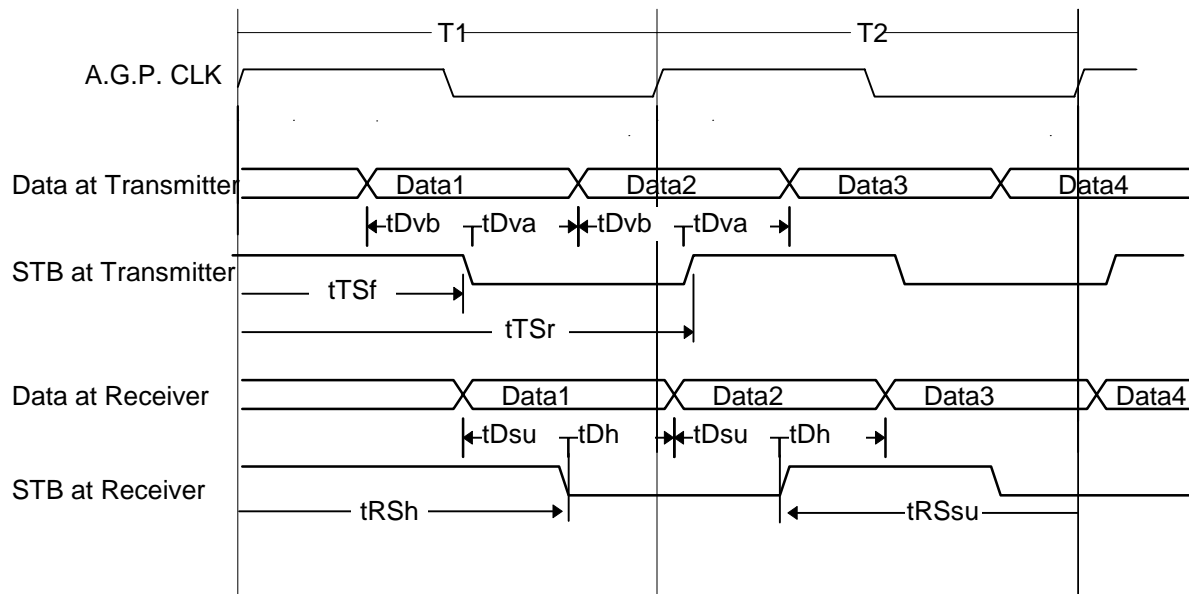 T1 T2
A.G.P. CLK
Data at Transmitter Data1 Data2 Data3 Data4
tDvb tDva tDvb tDva
STB at Transmitter
tTSf
tTSr
Data at Receiver Data1 Data2 Data3 Data4
tDsu tDh tDsu tDh
STB at Receiver
tRSh tRSsu